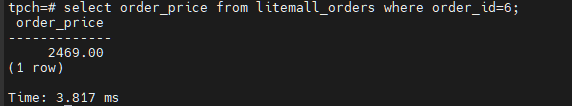 tpch=# select order_price from litemall_orders where order_id=6;
 order_price
-------------
     2469.00
(1 row)

Time: 3.817 ms